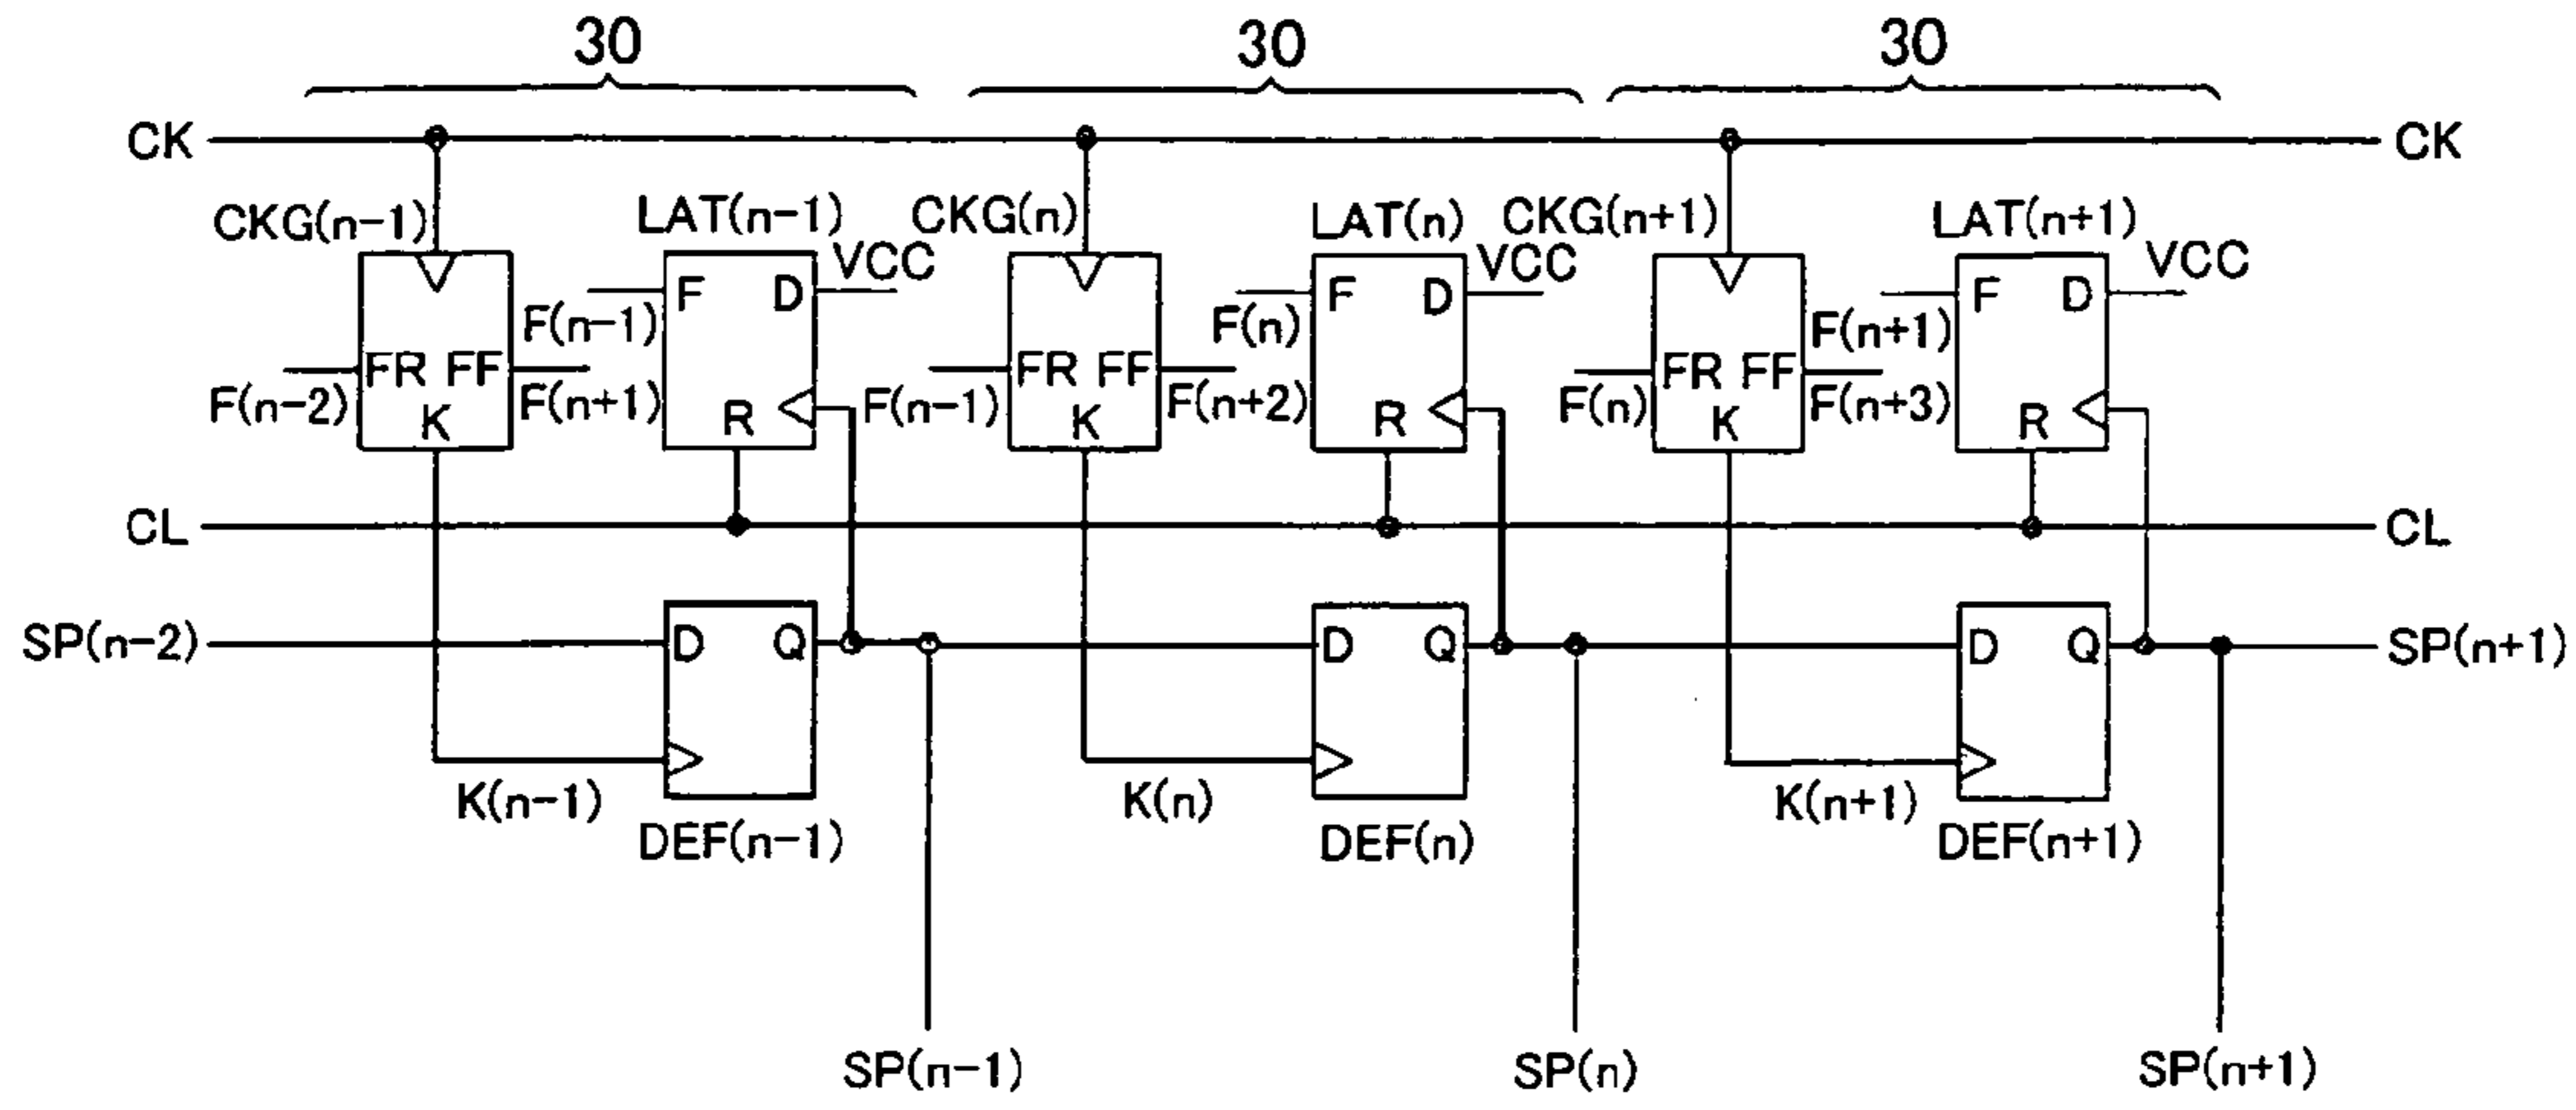 30 30 30
CK CK
CKG(n-1) LAT(n-1) CKG(n) LAT(n) CKG(n+1) LAT(n+1)
VCC VCC VCC
F D F D F D
F(n-1) F(n) F(n+1)
FR FF FR FF FR FF
F(n-2) K F(n+1) R F(n-1) K F(n+2) R F(n) K F(n+3) R
CL CL
SP(n-2) D Q D Q D Q SP(n+1)
K(n-1) K(n) K(n+1)
DEF(n-1) DEF(n) DEF(n+1)
SP(n-1) SP(n) SP(n+1)